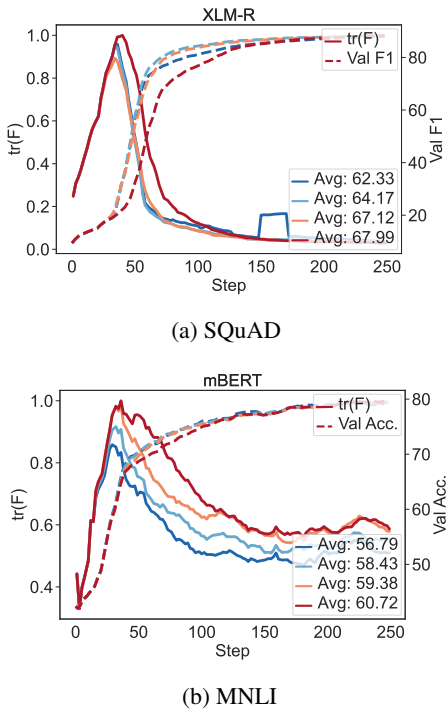 XLM-R
tr(F)
Val F1
1.0
0.8
0.6
0.4
0.2
0.0
80
60
40
20
tr(F)
Val F1
Avg: 62.33
Avg: 64.17
Avg: 67.12
Avg: 67.99
0 50 100 150 200 250
Step
(a) SQuAD
mBERT
tr(F)
Val Acc.
1.0
0.8
0.6
0.4
80
70
60
50
tr(F)
Val Acc.
Avg: 56.79
Avg: 58.43
Avg: 59.38
Avg: 60.72
0 50 100 150 200 250
Step
(b) MNLI